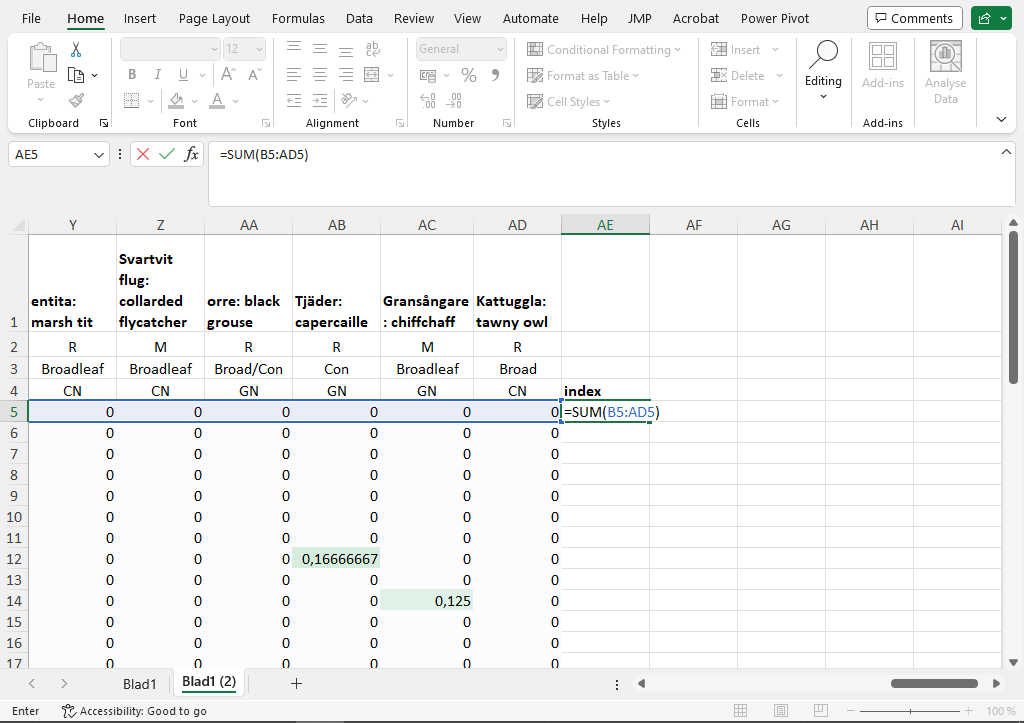 File Home Insert Page Layout Formulas Data Review View Automate Help JMP Acrobat Power Pivot Comments
Paste
B I U
12
A A
ab
General
% 9
Conditional Formatting
Format as Table
Cell Styles
Insert
Delete
Format
Editing
Add-ins
Analyse
Data
Clipboard Font Alignment Number Styles Cells Add-ins
AE5 fx =SUM(B5:AD5)
Y Z AA AB AC AD AE AF AG AH AI
Svartvit
flug:
entita: collarded orre: black Tjäder: Gransångare Kattuggla:
1 marsh tit flycatcher grouse capercaille : chiffchaff tawny owl
2 R M R R M R
3 Broadleaf Broadleaf Broad/Con Con Broadleaf Broad
4 CN CN GN GN GN CN index
5 0 0 0 0 0 0 =SUM(B5:AD5)
6 0 0 0 0 0 0
7 0 0 0 0 0 0
8 0 0 0 0 0 0
9 0 0 0 0 0 0
10 0 0 0 0 0 0
11 0 0 0 0 0 0
12 0 0 0 0,16666667 0 0
13 0 0 0 0 0 0
14 0 0 0 0 0,125 0
15 0 0 0 0 0 0
16 0 0 0 0 0 0
17 0 0 0 0 0 0
Blad1 Blad1 (2)
Enter Accessibility: Good to go 100 %